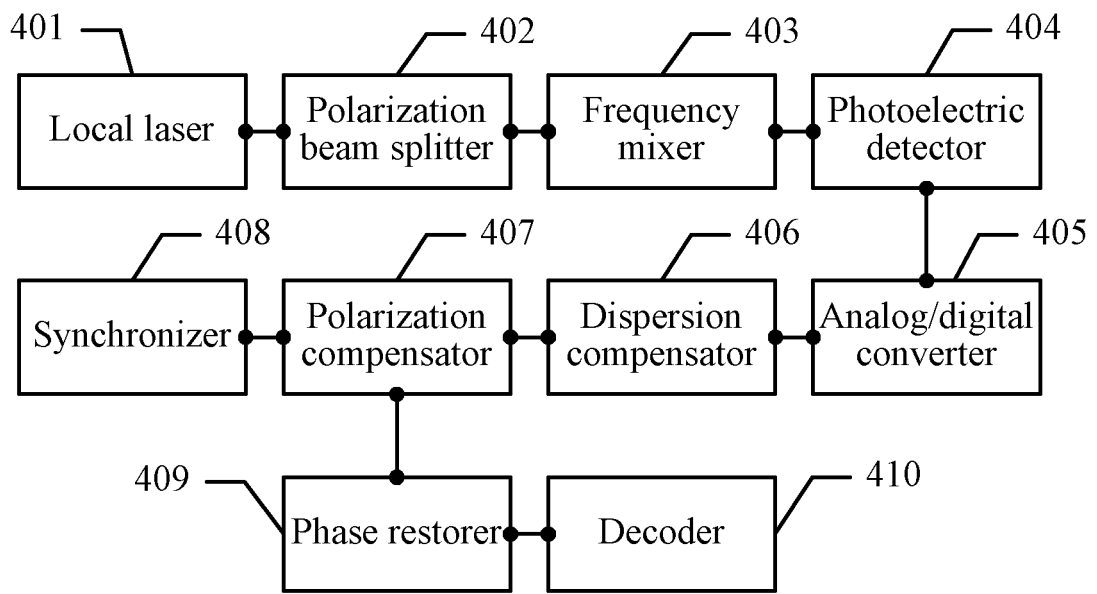 401
402
403
404
Local laser
Polarization
beam splitter
Frequency
mixer
Photoelectric
detector
408
407
406
405
Synchronizer
Polarization
compensator
Dispersion
compensator
Analog/digital
converter
409
410
Phase restorer
Decoder